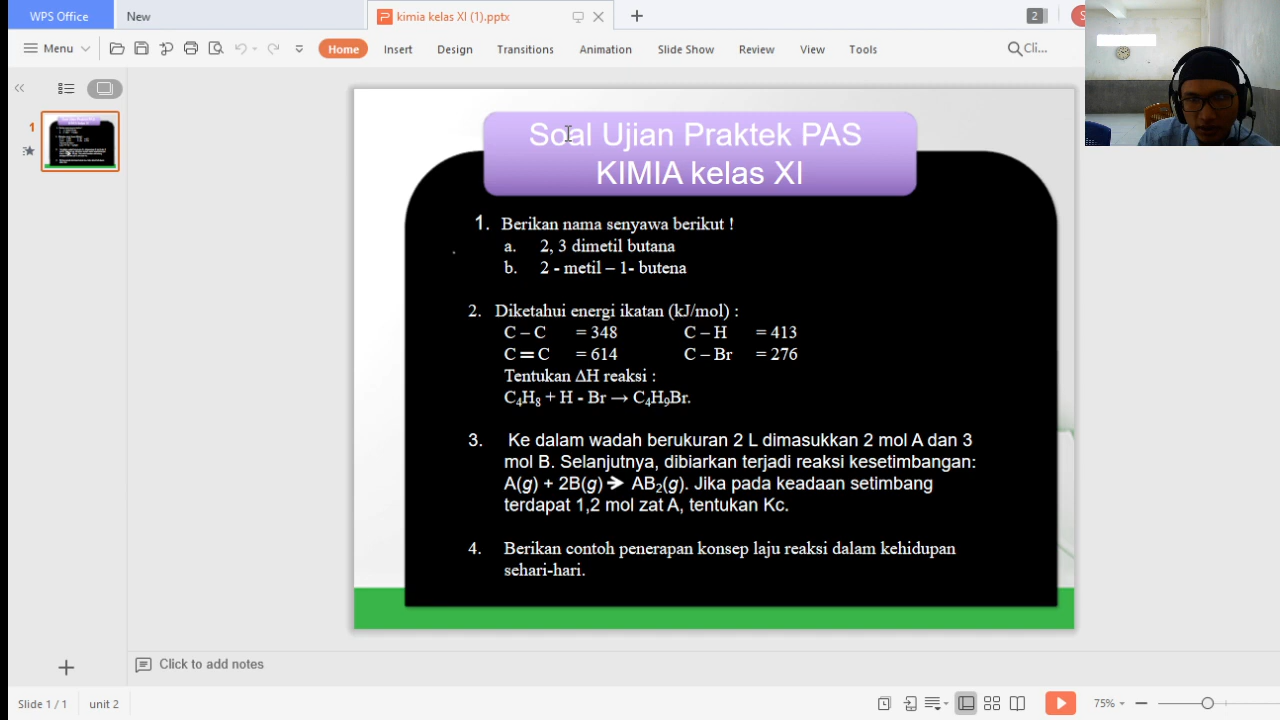 WPS Office
New
kimia kelas XI (1).pptx
2
S
Menu
Home
Insert
Design
Transitions
Animation
Slide Show
Review
View
Tools
Cli...
1
Soal Ujian Praktek PAS
KIMIA kelas XI
1. Berikan nama senyawa berikut !
a. 2, 3 dimetil butana
b. 2 - metil – 1- butena
2. Diketahui energi ikatan (kJ/mol) :
C – C = 348 C – H = 413
C = C = 614 C – Br = 276
Tentukan ΔH reaksi :
C₄H₈ + H - Br → C₄H₉Br.
3. Ke dalam wadah berukuran 2 L dimasukkan 2 mol A dan 3
mol B. Selanjutnya, dibiarkan terjadi reaksi kesetimbangan:
A(g) + 2B(g) ➔ AB₂(g). Jika pada keadaan setimbang
terdapat 1,2 mol zat A, tentukan Kc.
4. Berikan contoh penerapan konsep laju reaksi dalam kehidupan
sehari-hari.
Click to add notes
Slide 1 / 1
unit 2
75%